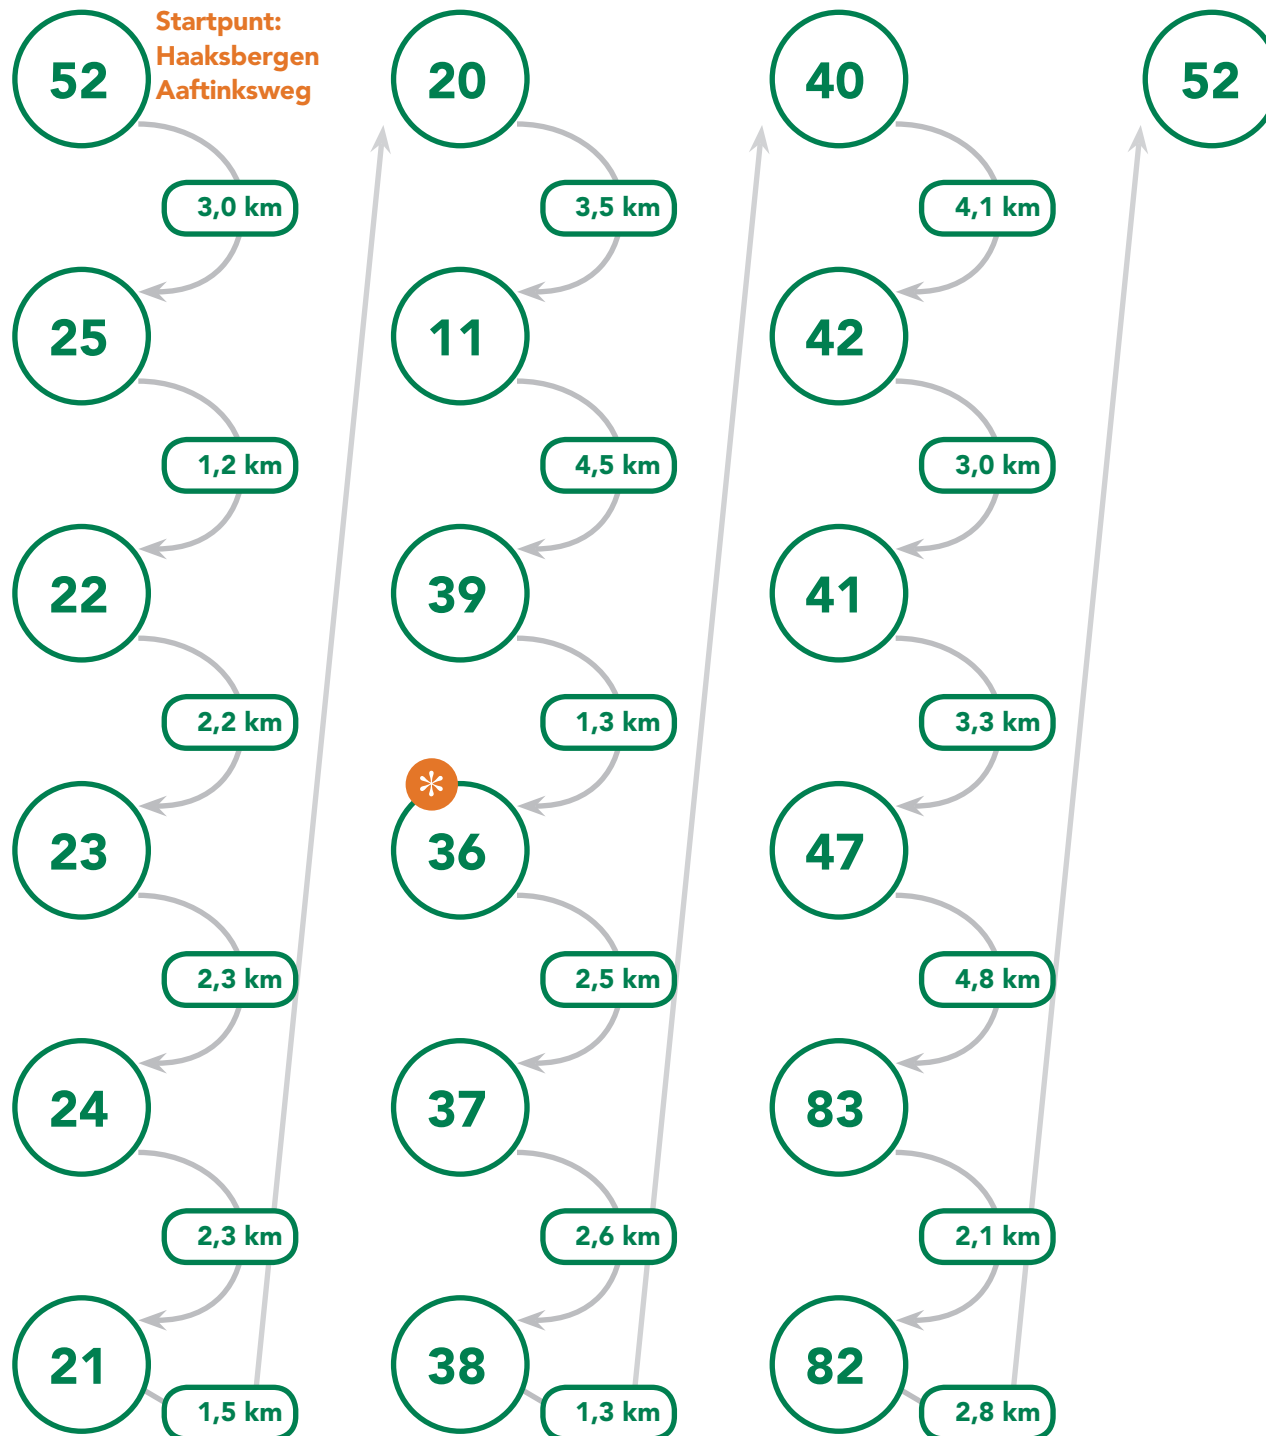 52
Startpunt:
Haaksbergen
Aaftinksweg
3,0 km
25
1,2 km
22
2,2 km
23
2,3 km
24
2,3 km
21
1,5 km
20
3,5 km
11
4,5 km
39
1,3 km
*
36
2,5 km
37
2,6 km
38
1,3 km
40
4,1 km
42
3,0 km
41
3,3 km
47
4,8 km
83
2,1 km
82
2,8 km
52